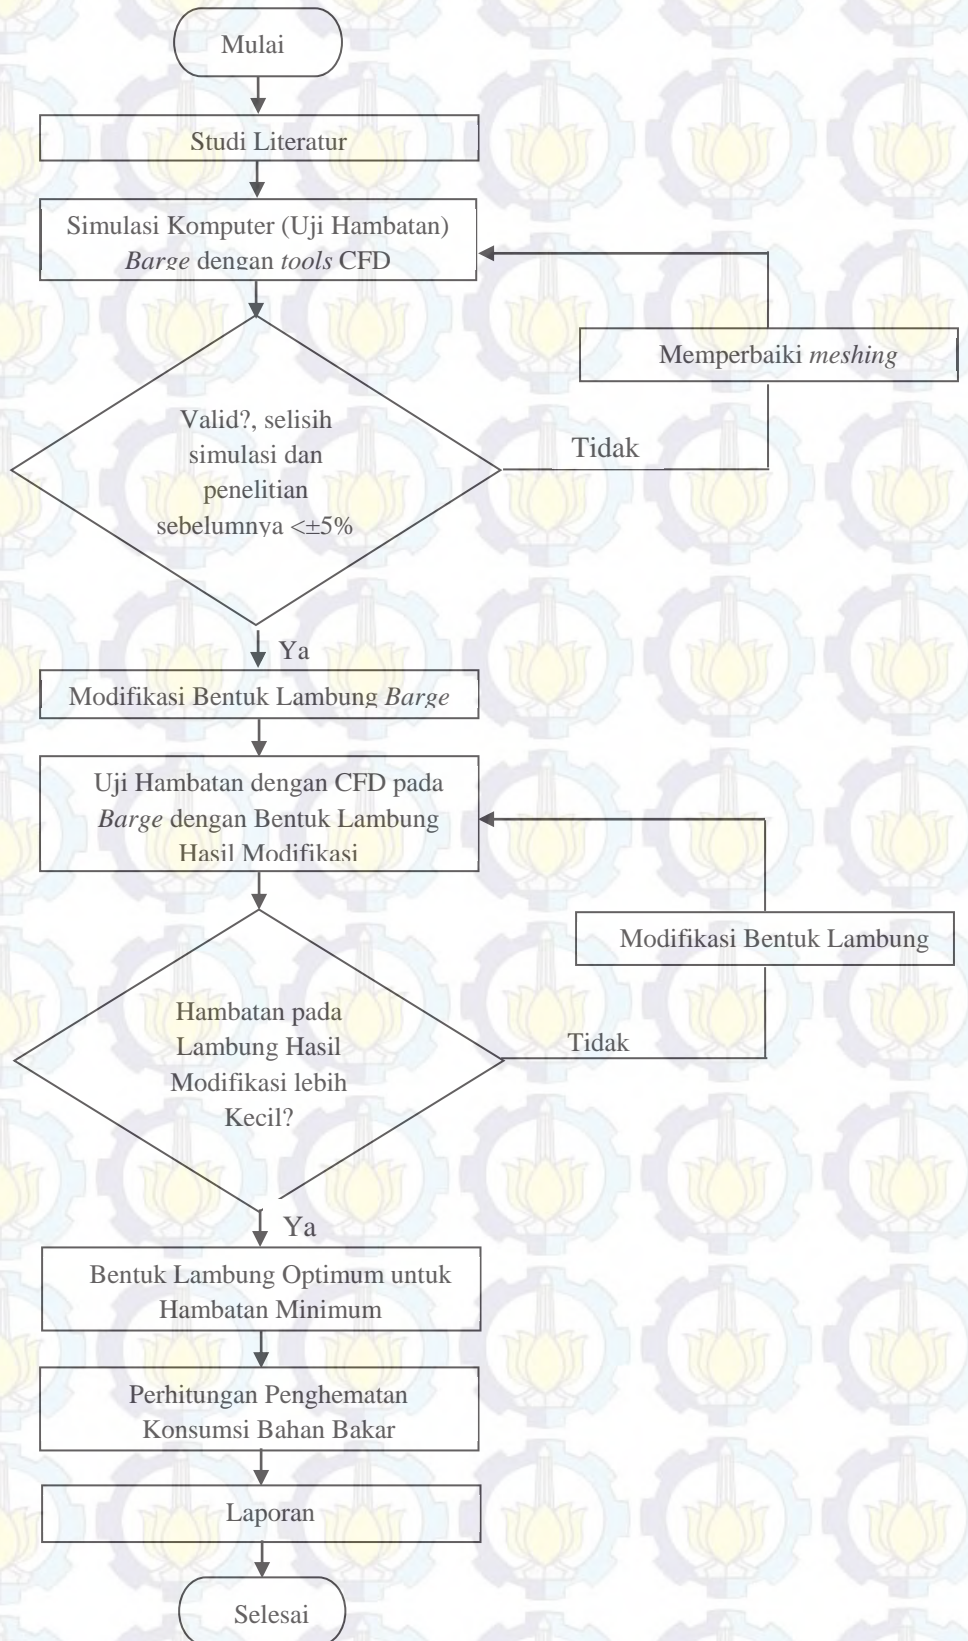 Mulai
Studi Literatur
Simulasi Komputer (Uji Hambatan)
Barge dengan tools CFD
Memperbaiki meshing
Valid?, selisih
simulasi dan
penelitian
sebelumnya <±5%
Tidak
Ya
Modifikasi Bentuk Lambung Barge
Uji Hambatan dengan CFD pada
Barge dengan Bentuk Lambung
Hasil Modifikasi
Modifikasi Bentuk Lambung
Hambatan pada
Lambung Hasil
Modifikasi lebih
Kecil?
Tidak
Ya
Bentuk Lambung Optimum untuk
Hambatan Minimum
Perhitungan Penghematan
Konsumsi Bahan Bakar
Laporan
Selesai